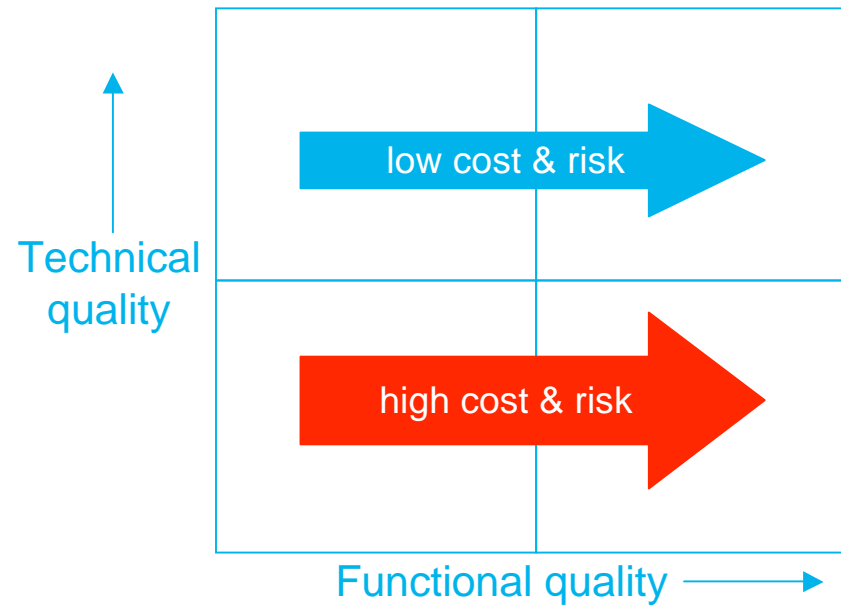 low cost & risk
Technical
quality
high cost & risk
Functional quality